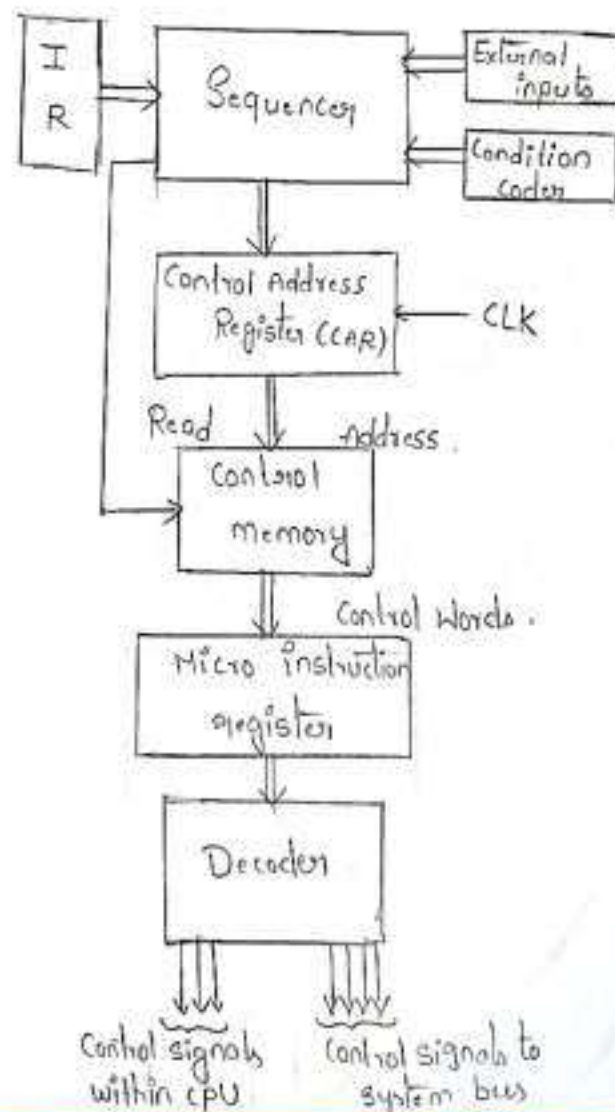 I
R
Sequencer
External
inputs
Condition
codes
Control Address
Register (CAR)
CLK
Read
Address.
Control
Memory
Control Words.
Micro instruction
register
Decoder
Control signals
within CPU
Control signals to
system bus